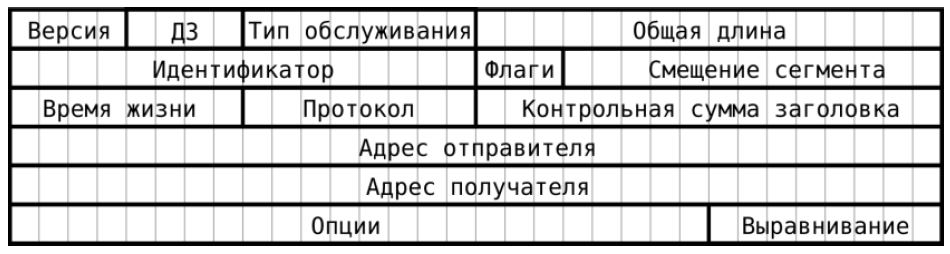 Версия ДЗ Тип обслуживания Общая длина
Идентификатор Флаги Смещение сегмента
Время жизни Протокол Контрольная сумма заголовка
Адрес отправителя
Адрес получателя
Опции Выравнивание